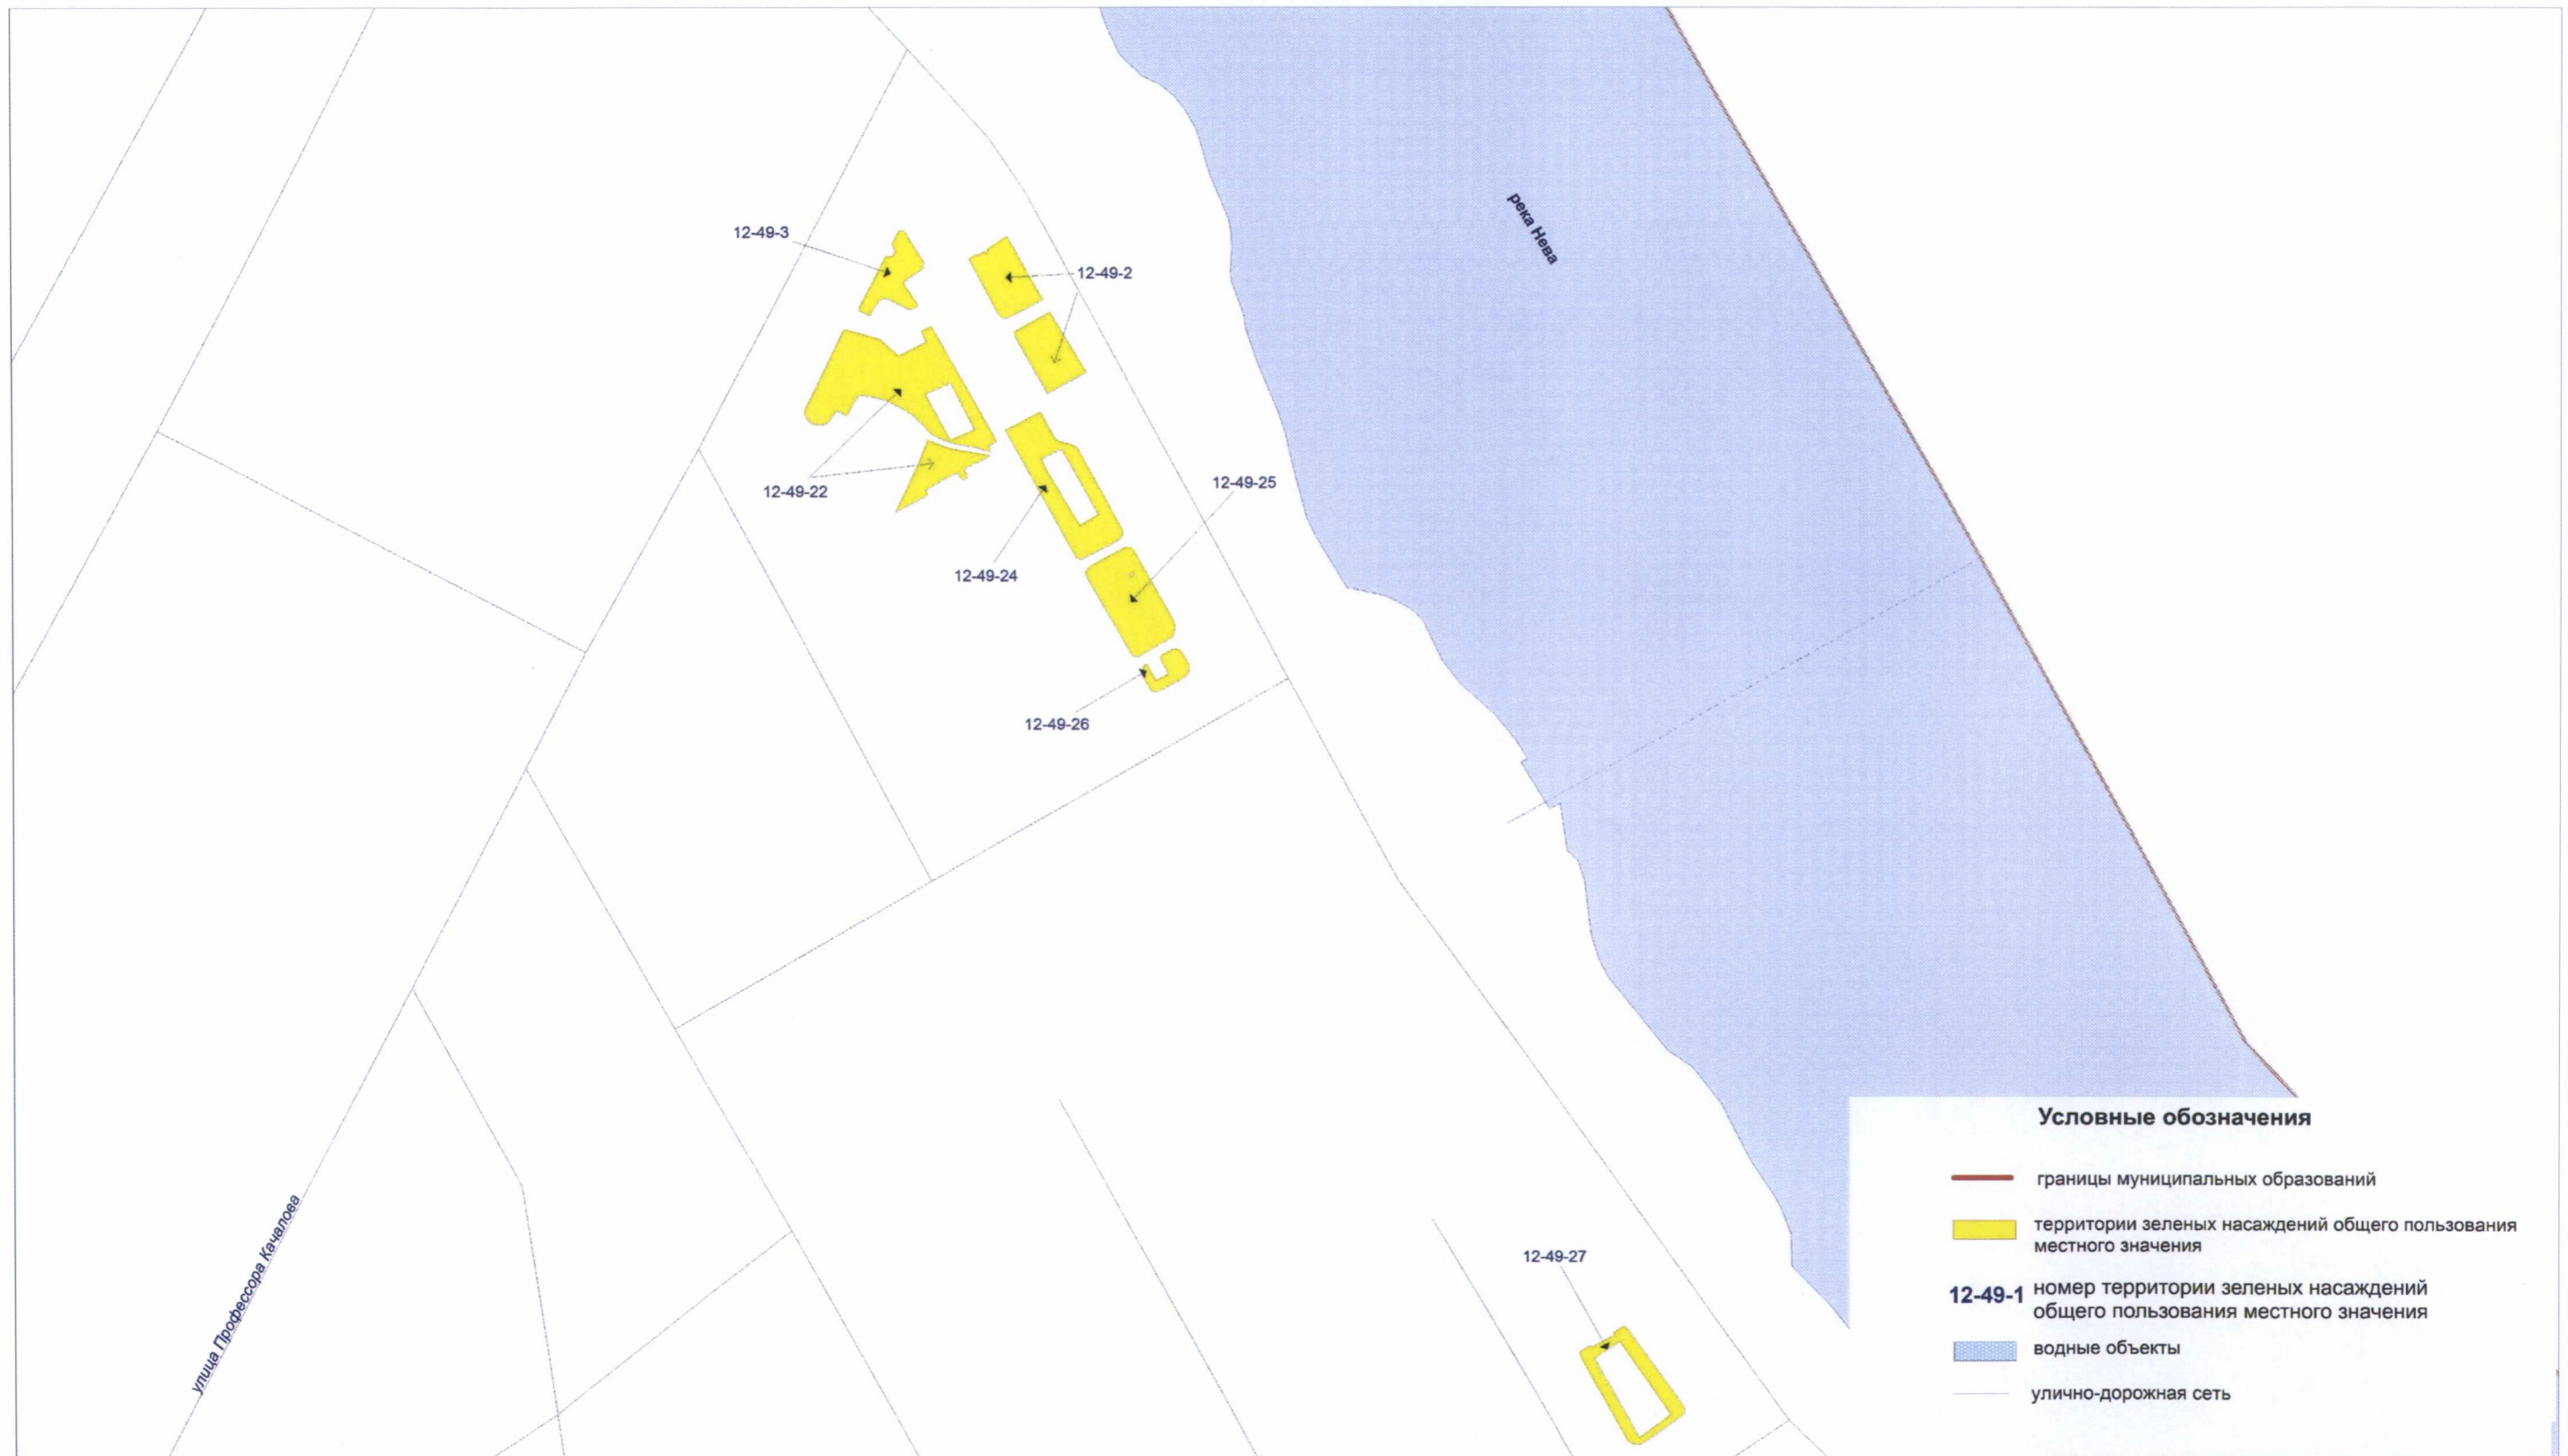 река Нева
12-49-3
12-49-2
12-49-25
12-49-22
12-49-24
12-49-26
12-49-27
улица Профессора Качалова
Условные обозначения
границы муниципальных образований
территории зеленых насаждений общего пользования
местного значения
12-49-1 номер территории зеленых насаждений
общего пользования местного значения
водные объекты
улично-дорожная сеть